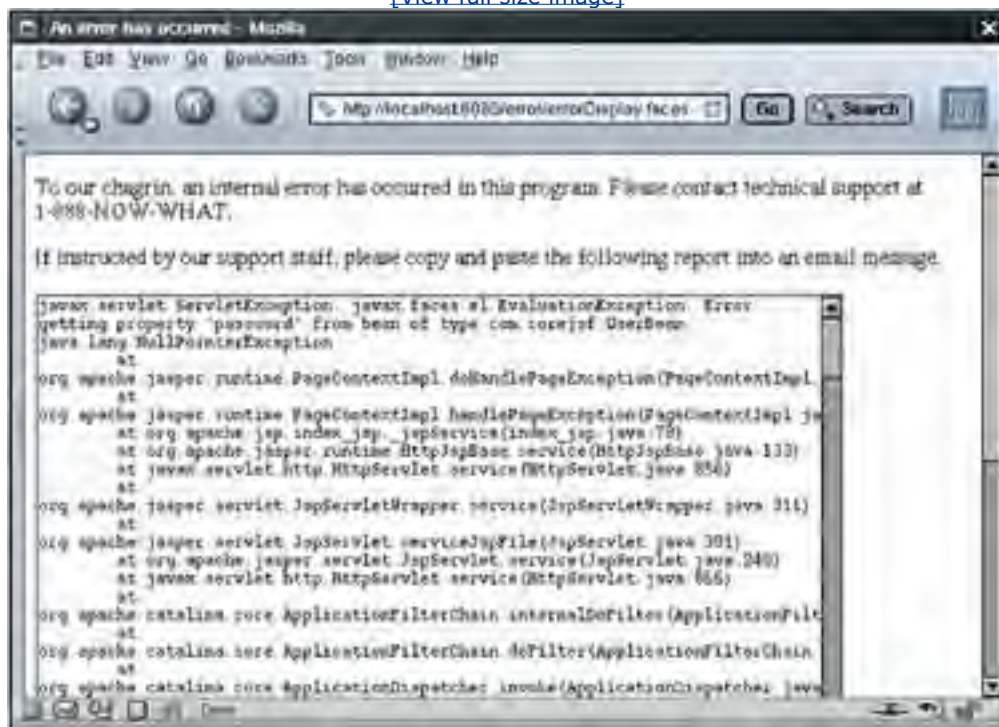 [View full size image]
An error has occurred - Mozilla
File Edit View Go Bookmarks Tools Window Help
http://localhost:8080/error/errorDisplay.faces Go Search
To our chagrin, an internal error has occurred in this program. Please contact technical support at
1-888-NOW-WHAT.
If instructed by our support staff, please copy and paste the following report into an email message.
javax.servlet.ServletException: javax.faces.el.EvaluationException: Error
getting property 'password' from bean of type com.corejsf.UserBean:
java.lang.NullPointerException
at
org.apache.jasper.runtime.PageContextImpl.doHandlePageException(PageContextImpl.
at
org.apache.jasper.runtime.PageContextImpl.handlePageException(PageContextImpl.ja
at org.apache.jsp.index_jsp._jspService(index_jsp.java:78)
at org.apache.jasper.runtime.HttpJspBase.service(HttpJspBase.java:133)
at javax.servlet.http.HttpServlet.service(HttpServlet.java:856)
at
org.apache.jasper.servlet.JspServletWrapper.service(JspServletWrapper.java:311)
at
org.apache.jasper.servlet.JspServlet.serviceJspFile(JspServlet.java:301)
at org.apache.jasper.servlet.JspServlet.service(JspServlet.java:248)
at javax.servlet.http.HttpServlet.service(HttpServlet.java:856)
at
org.apache.catalina.core.ApplicationFilterChain.internalDoFilter(ApplicationFilt
at
org.apache.catalina.core.ApplicationFilterChain.doFilter(ApplicationFilterChain.
at
org.apache.catalina.core.ApplicationDispatcher.invoke(ApplicationDispatcher.java
Done